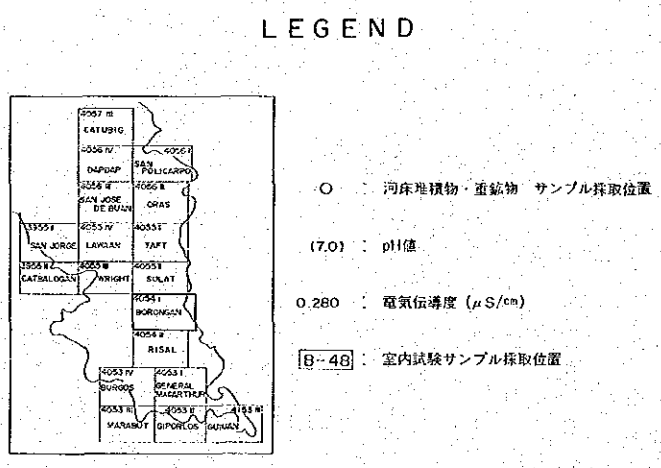 LEGEND
4057 III
CATUBIG
4056 IV 4056 I
DAPDAP SAN POLICARPO
4056 III 4056 II
SAN JOSE DE BUAN ORAS
3955 I 4055 IV 4055 I
SAN JORGE LAWAAN TAFT
3955 II 4055 III 4055 II
CATBALOGAN WRIGHT SULAT
4054 I
BORONGAN
4054 II
RISAL
4053 IV 4053 I
BURGOS GENERAL MACARTHUR
4053 III 4053 II 4153 III
MARABUT GIPORLOS GUIUAN
○ : 河床堆積物・重鉱物 サンプル採取位置
(7.0) : pH値
0.280 :電気伝導度 (μS/cm)
B-48 : 室内試験サンプル採取位置